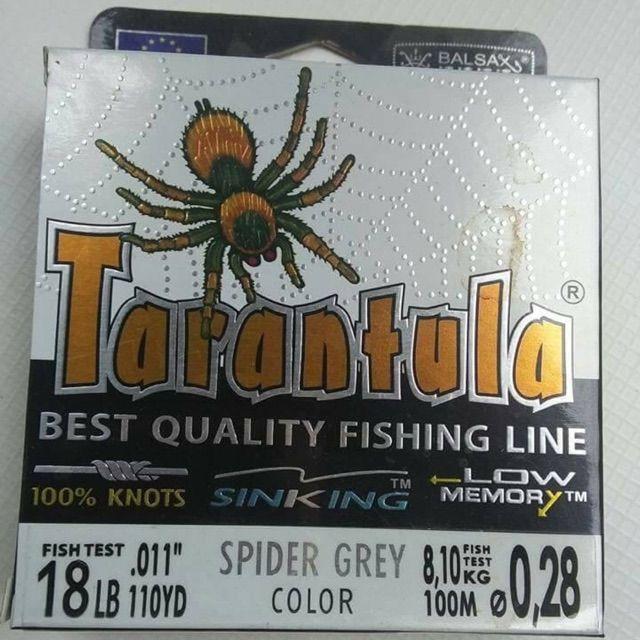 BALSAX®
Tarantula®
BEST QUALITY FISHING LINE
100% KNOTS
SINKING™
LOW
MEMORY™
FISH TEST .011"
18 LB 110YD
SPIDER GREY
COLOR
8,10 FISH TEST KG
100M Ø 0,28